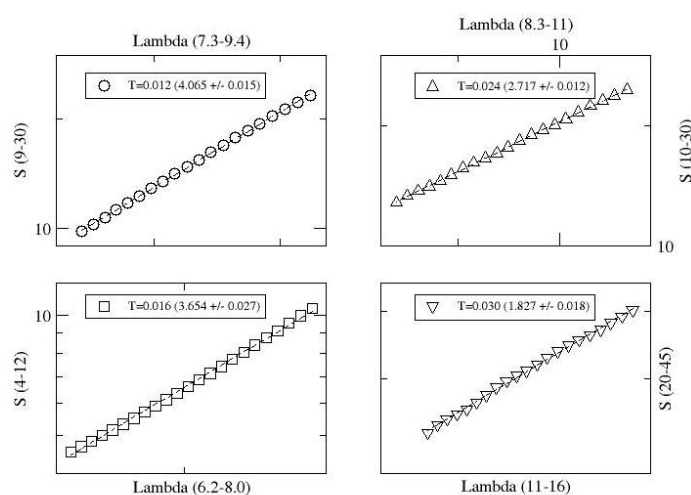 Lambda (7.3-9.4)
T=0.012 (4.065 +/- 0.015)
S (9-30)
10
Lambda (8.3-11)
10
T=0.024 (2.717 +/- 0.012)
S (10-30)
10
10
T=0.016 (3.654 +/- 0.027)
S (4-12)
Lambda (6.2-8.0)
T=0.030 (1.827 +/- 0.018)
S (20-45)
Lambda (11-16)